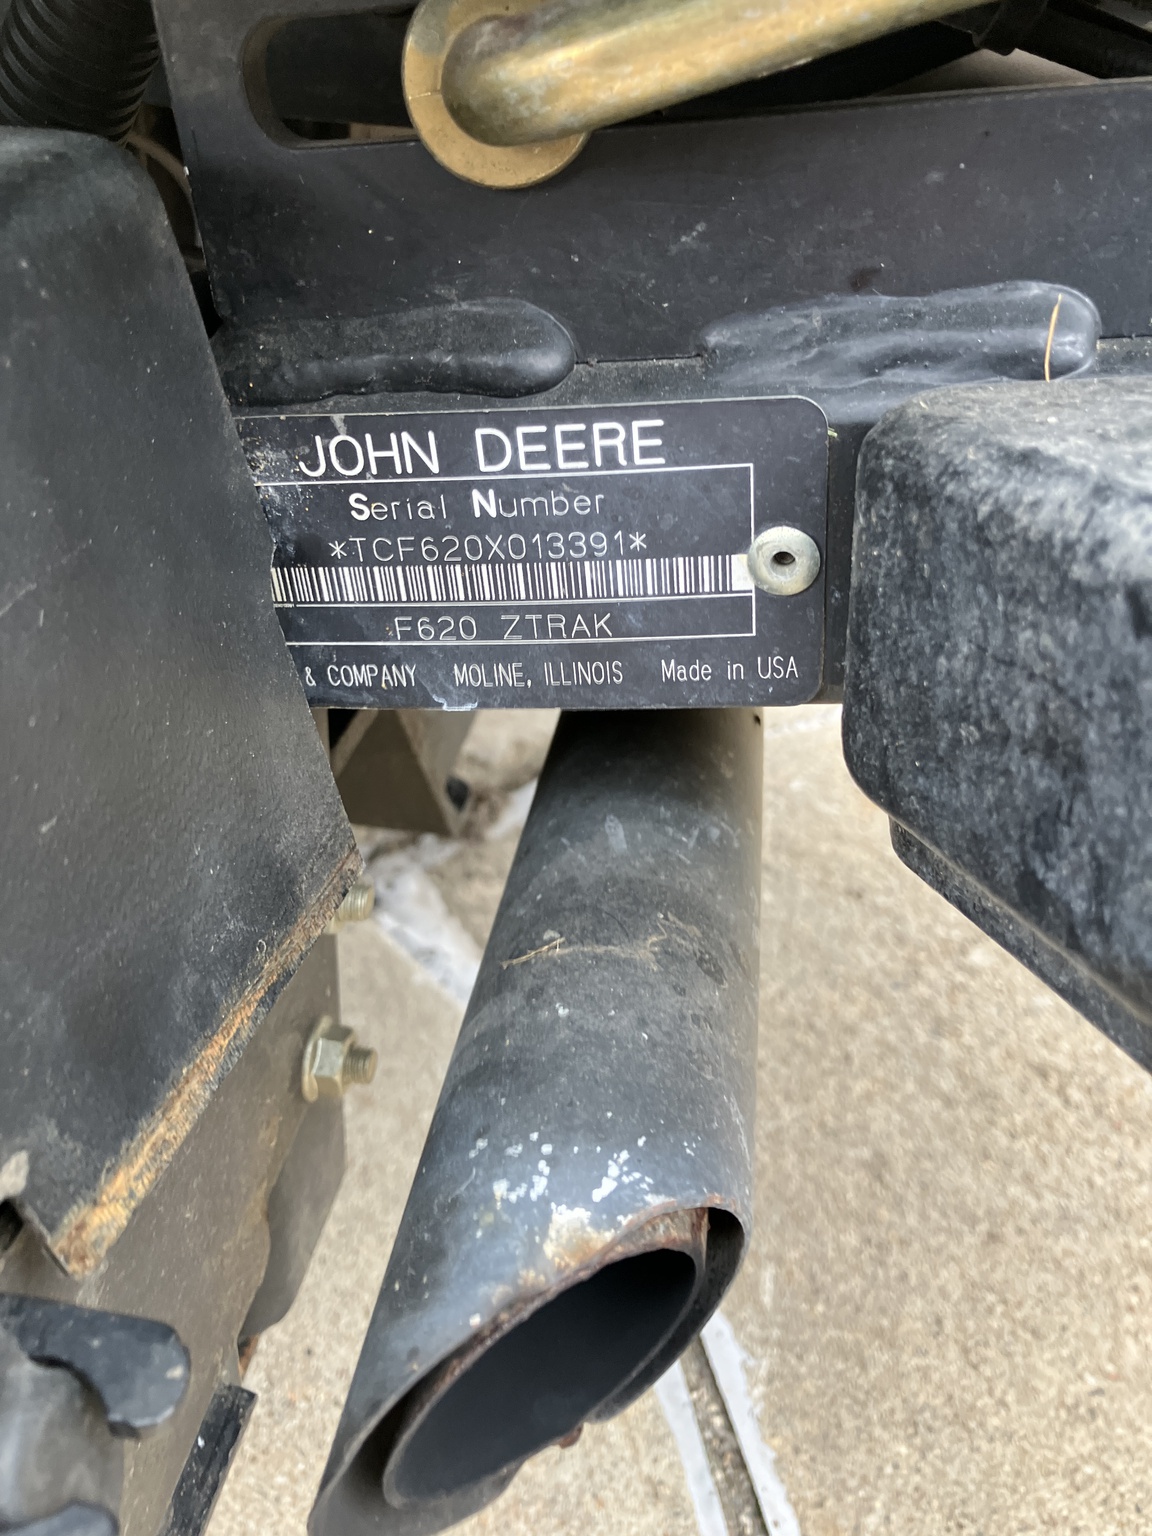 JOHN DEERE
Serial Number
*TCF620X013391*
F620 ZTRAK
& COMPANY MOLINE, ILLINOIS Made in USA